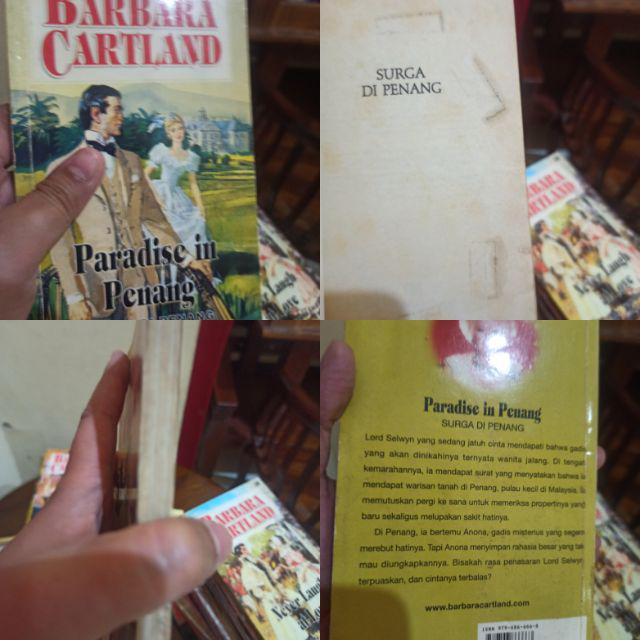 BARBARA
CARTLAND
Paradise in
Penang
PENANG
SURGA
DI PENANG
BARBARA
CARTLAND
Laugh
BARBARA
CARTLAND
Paradise in Penang
SURGA DI PENANG
Lord Selwyn yang sedang jatuh cinta mendapati bahwa gadis
yang akan dinikahinya ternyata wanita jalang. Di tengah
kemarahannya, ia mendapat surat yang menyatakan bahwa ia
mendapat warisan tanah di Penang, pulau kecil di Malaysia. Ia
memutuskan pergi ke sana untuk memeriksa propertinya yang
baru sekaligus melupakan sakit hatinya.
Di Penang, ia bertemu Anona, gadis misterius yang segera
merebut hatinya. Tapi Anona menyimpan rahasia besar yang tak
mau diungkapkannya. Bisakah rasa penasaran Lord Selwyn
terpuaskan, dan cintanya terbalas?
www.barbaracartland.com